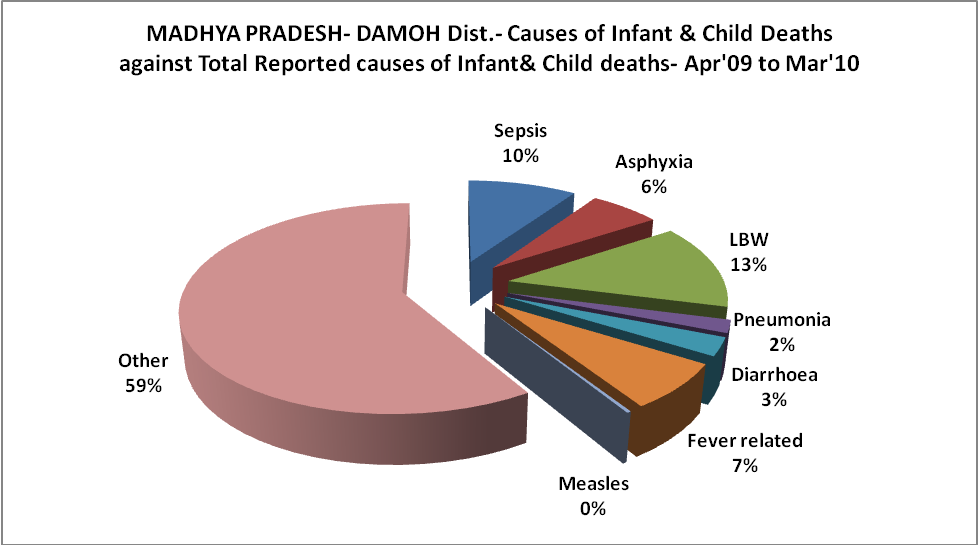 MADHYA PRADESH- DAMOH Dist.- Causes of Infant & Child Deaths
against Total Reported causes of Infant& Child deaths- Apr'09 to Mar'10
Sepsis
10%
Asphyxia
6%
LBW
13%
Pneumonia
2%
Diarrhoea
3%
Fever related
7%
Measles
0%
Other
59%